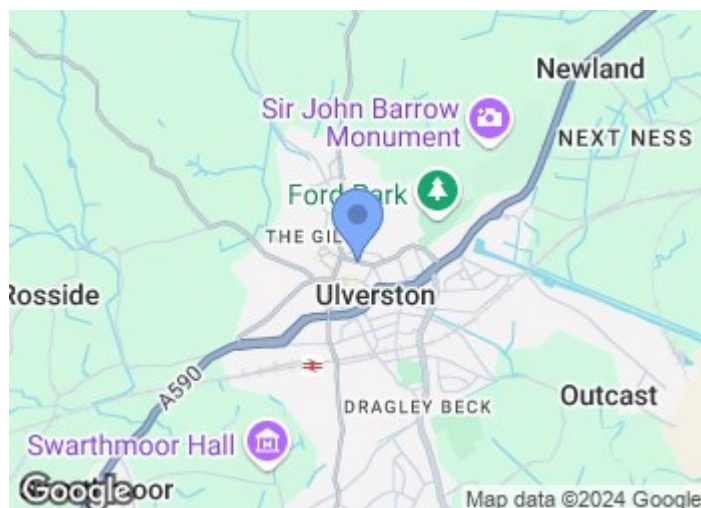 Newland
Sir John Barrow
Monument
NEXT NESS
Ford
THE
Rosside
Ulverston
A590
DRAGLEY BECK
Outcast
Swarthmoor Hall
Google
Map data ©2024 Google